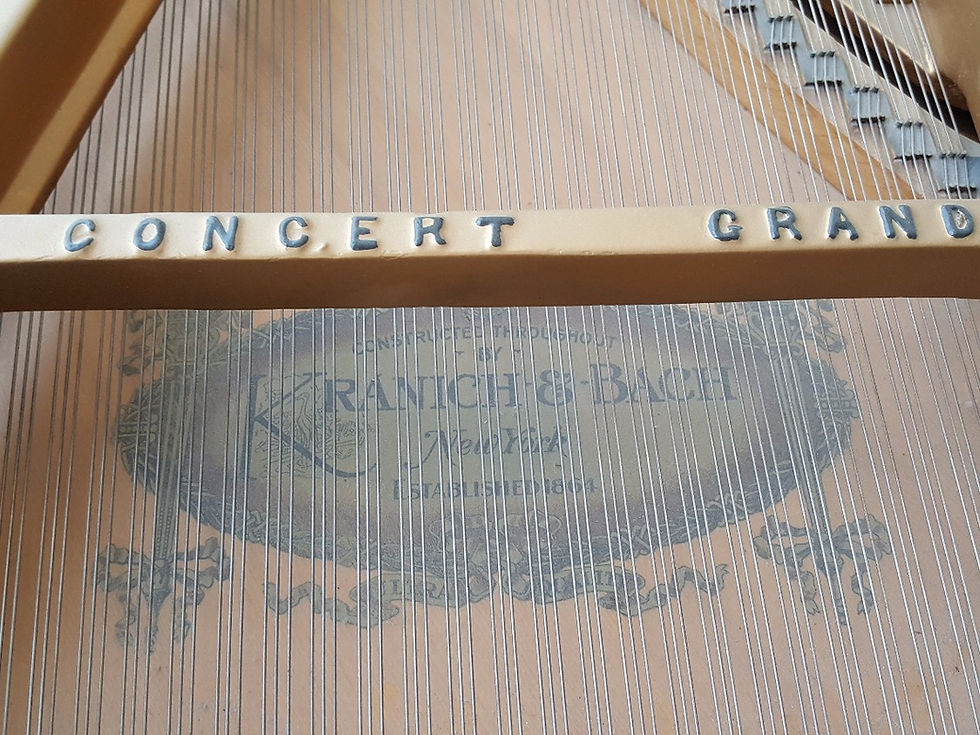 CONCERT GRAND
CONSTRUCTED THROUGHOUT
- BY -
KRANICH & BACH
New York
ESTABLISHED 1864